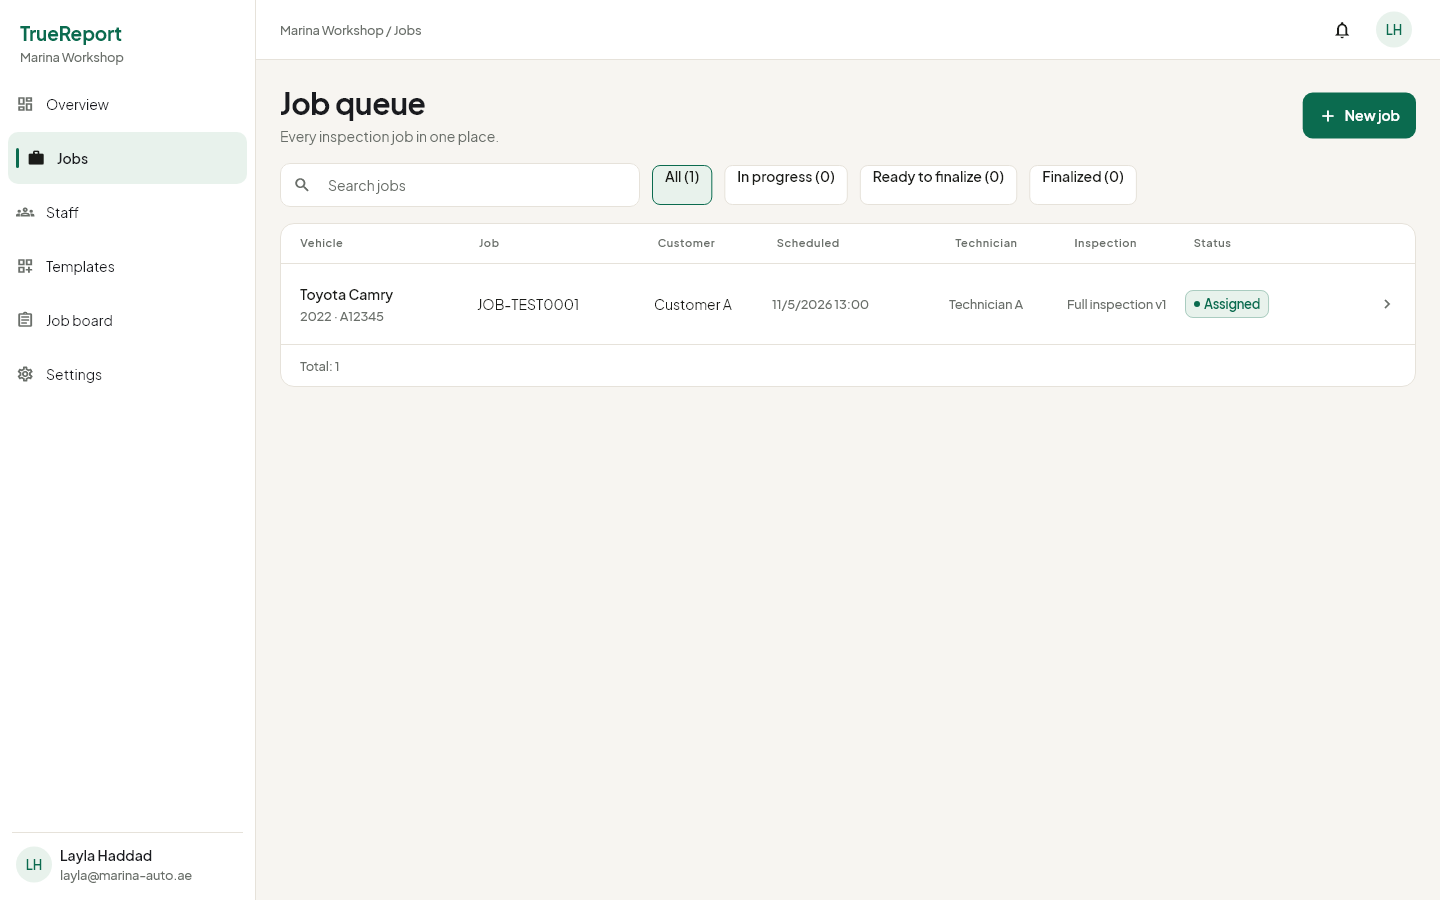 TrueReport
Marina Workshop
Overview
Jobs
Staff
Templates
Job board
Settings
Layla Haddad
LH
layla@marina-auto.ae
Marina Workshop / Jobs
LH
Job queue
Every inspection job in one place.
New job
Search jobs
All (1)
In progress (0)
Ready to finalize (0)
Finalized (0)
Vehicle Job Customer Scheduled Technician Inspection Status
Toyota Camry
2022 · A12345
JOB-TEST0001 Customer A 11/5/2026 13:00 Technician A Full inspection v1 Assigned
Total: 1